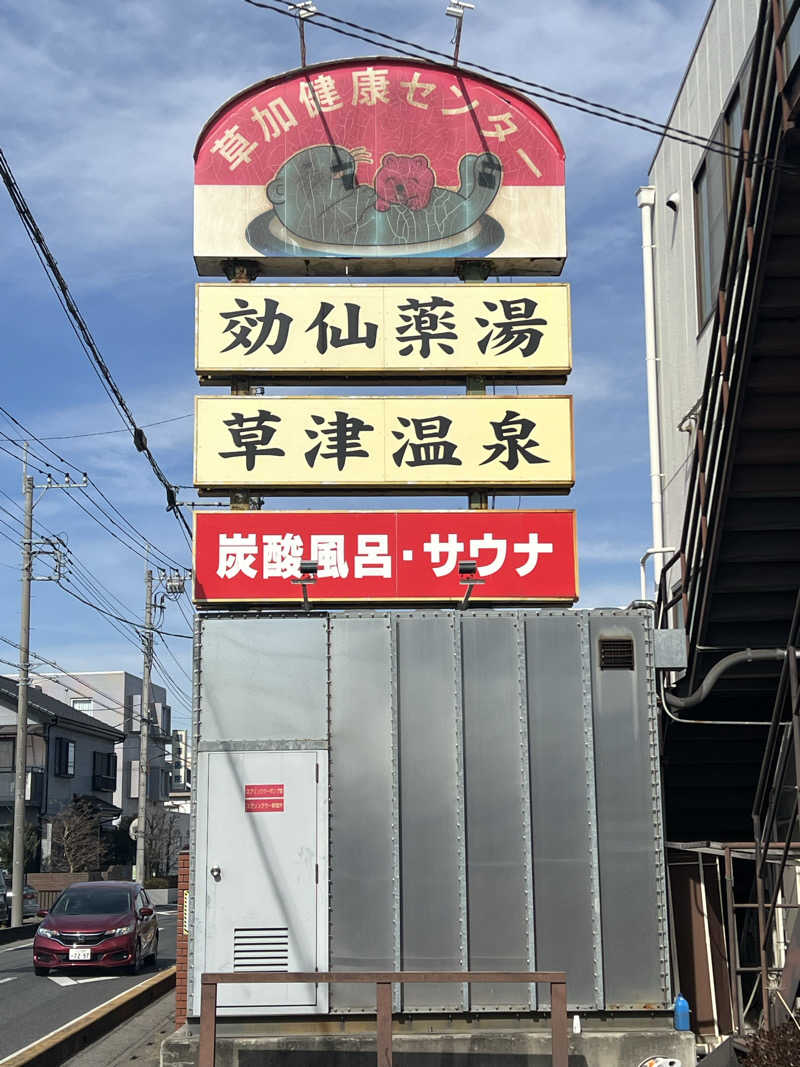 草加健康センター
効仙薬湯
草津温泉
炭酸風呂・サウナ